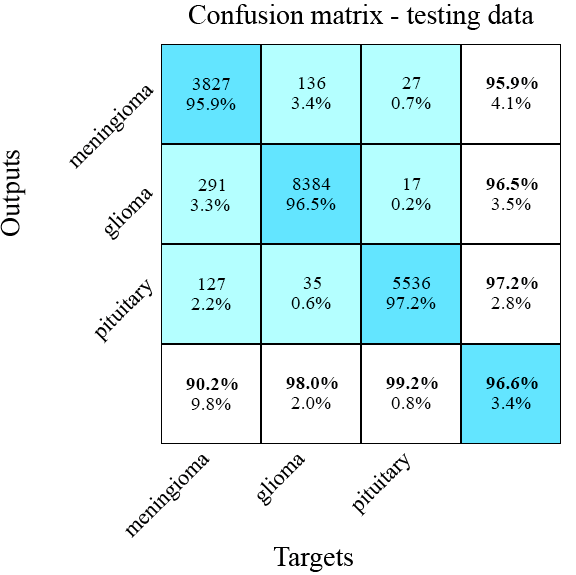 Confusion matrix - testing data
Outputs
meningioma
3827 136 27 95.9%
95.9% 3.4% 0.7% 4.1%
glioma
291 8384 17 96.5%
3.3% 96.5% 0.2% 3.5%
pituitary
127 35 5536 97.2%
2.2% 0.6% 97.2% 2.8%
90.2% 98.0% 99.2% 96.6%
9.8% 2.0% 0.8% 3.4%
meningioma glioma pituitary
Targets